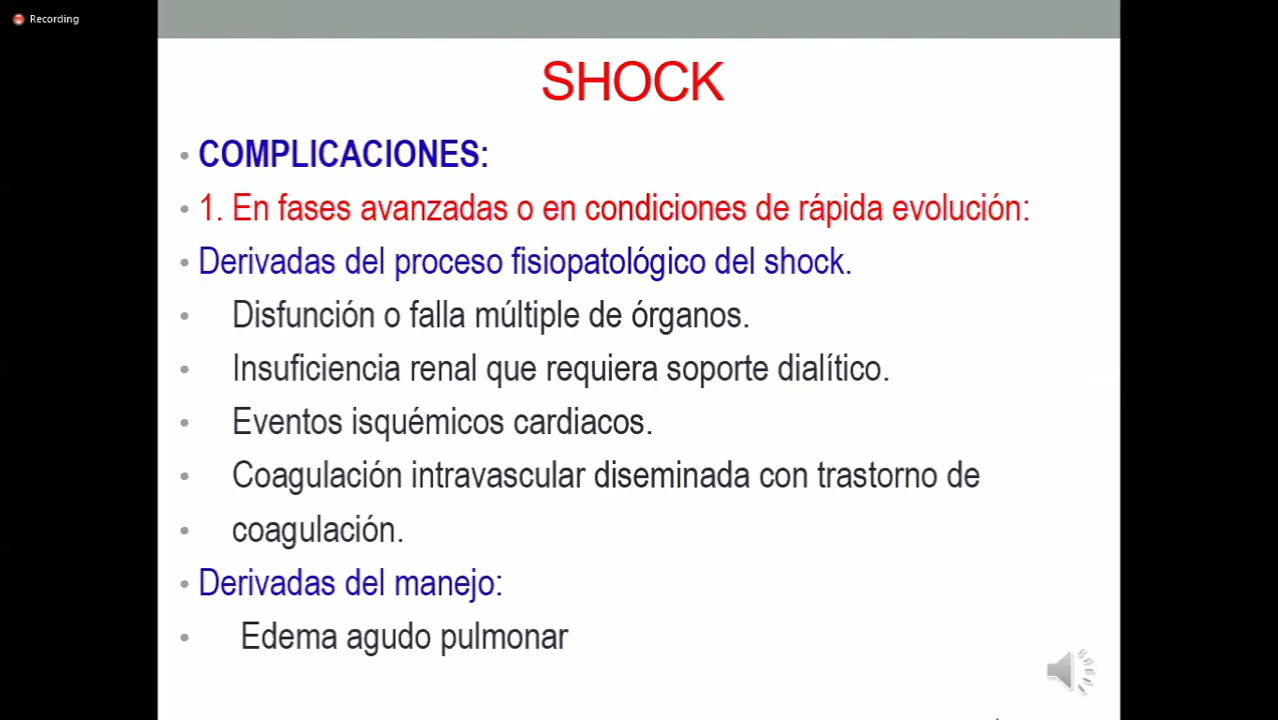 Recording
SHOCK
• COMPLICACIONES:
• 1. En fases avanzadas o en condiciones de rápida evolución:
• Derivadas del proceso fisiopatológico del shock.
• Disfunción o falla múltiple de órganos.
• Insuficiencia renal que requiera soporte dialítico.
• Eventos isquémicos cardiacos.
• Coagulación intravascular diseminada con trastorno de
• coagulación.
• Derivadas del manejo:
• Edema agudo pulmonar